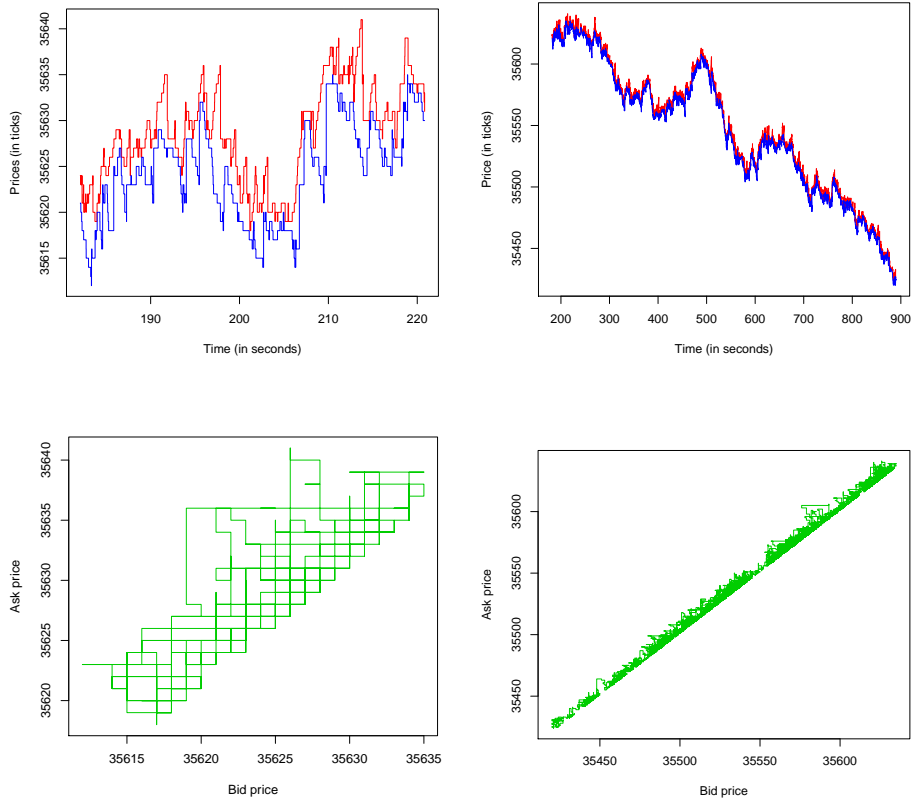 Prices (in ticks)
35615 35620 35625 35630 35635 35640
190 200 210 220
Time (in seconds)
Price (in ticks)
35450 35500 35550 35600
200 300 400 500 600 700 800 900
Time (in seconds)
Ask price
35620 35625 35630 35635 35640
35615 35620 35625 35630 35635
Bid price
Ask price
35450 35500 35550 35600
35450 35500 35550 35600
Bid price